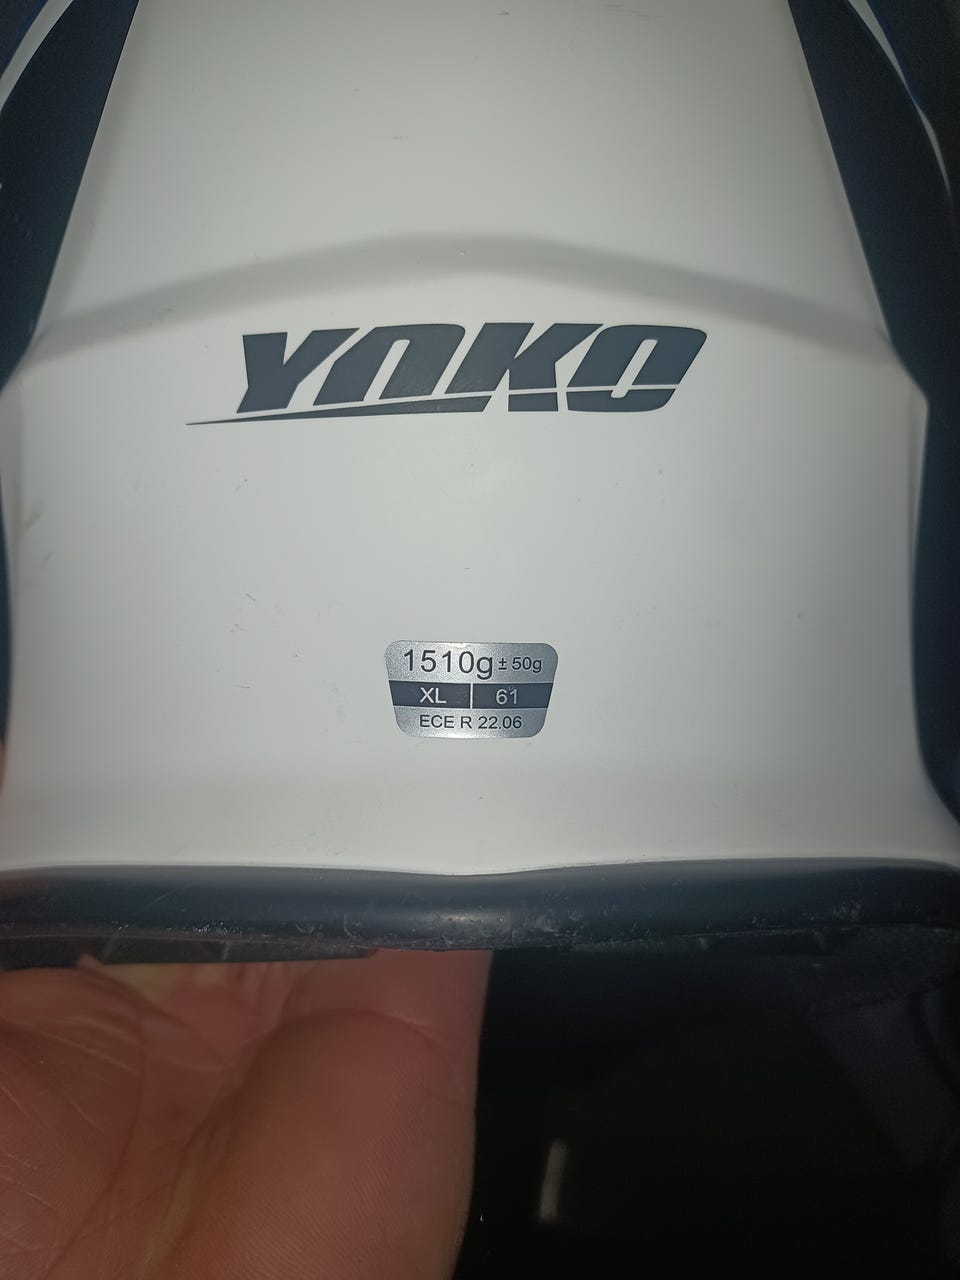 YOKO
1510g ± 50g
XL 61
ECE R 22.06